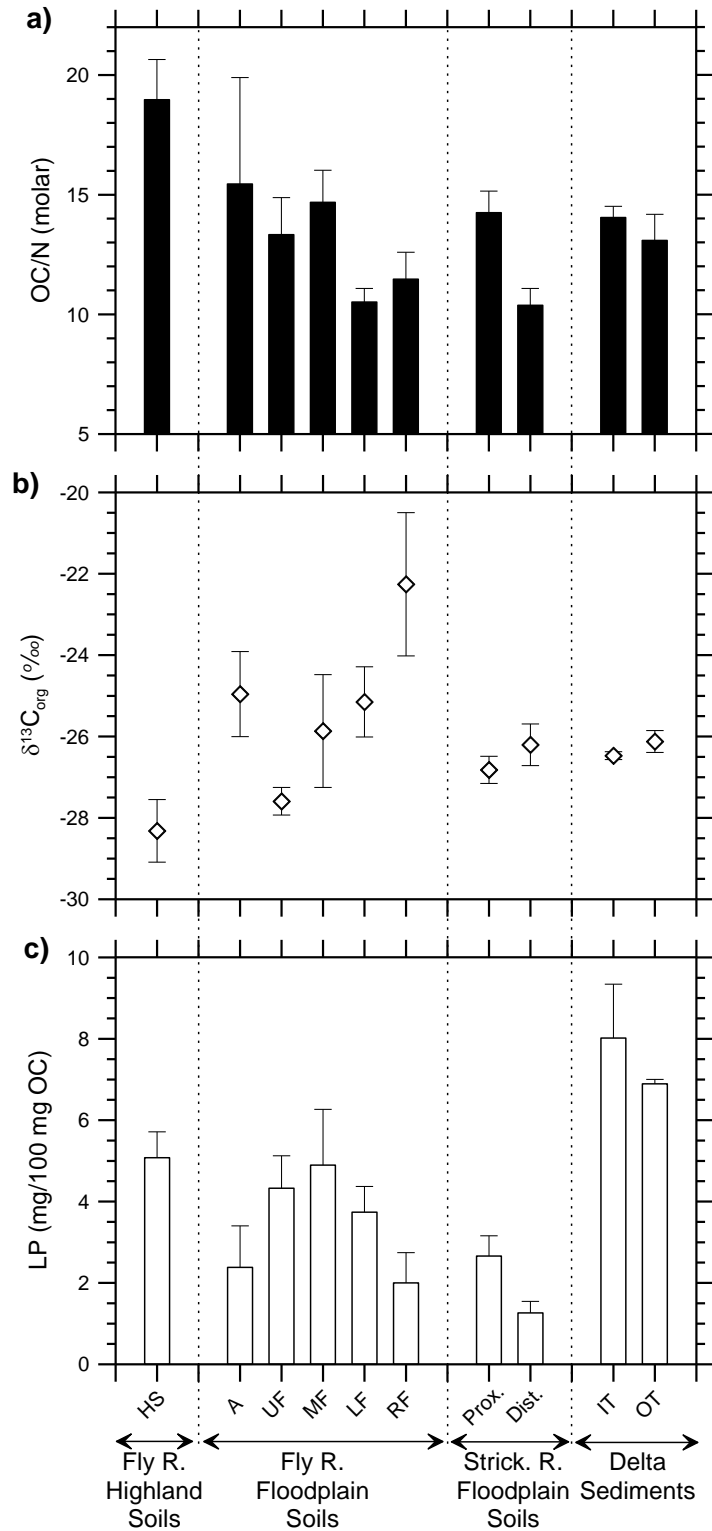 a)
20
15
10
5
OC/N (molar)
b)
-20
-22
-24
-26
-28
-30
δ¹³C_org (o/oo)
c)
10
8
6
4
2
0
LP (mg/100 mg OC)
HS A UF MF LF RF Prox. Dist. IT OT
Fly R. Fly R. Strick. R. Delta
Highland Floodplain Floodplain Sediments
Soils Soils Soils